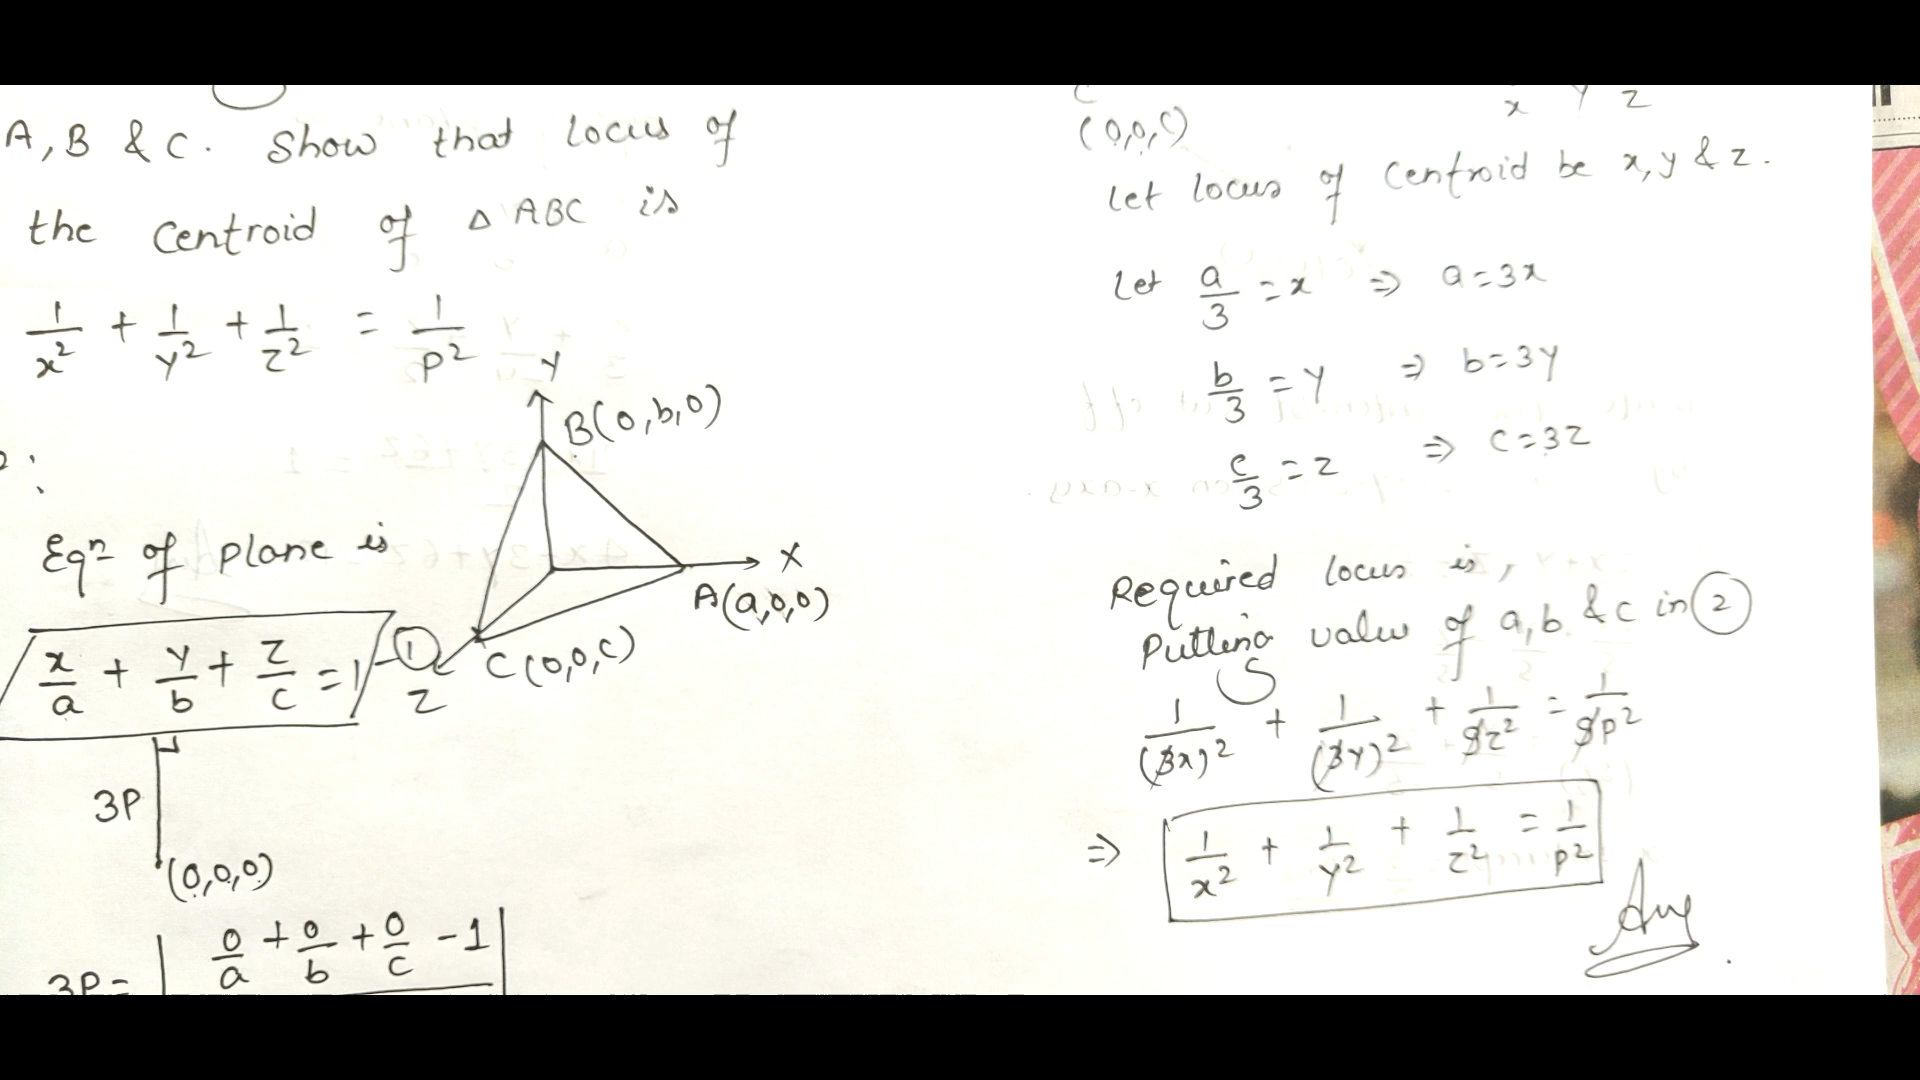 A, B & C. Show that locus of
the centroid of △ ABC is
1/x² + 1/y² + 1/z² = 1/p²
Y
B(0,b,0)
X
A(a,0,0)
C(0,0,c)
Z
Eqⁿ of plane is
x/a + y/b + z/c = 1 - ①
3P
(0,0,0)
3P = | 0/a + 0/b + 0/c - 1 |
(0,0,c)
x y z
Let locus of centroid be x, y & z.
Let a/3 = x ⇒ a = 3x
b/3 = y ⇒ b = 3y
c/3 = z ⇒ c = 3z
Required locus is,
Putting value of a, b & c in ②
1/(3x)² + 1/(3y)² + 1/9z² = 1/9p²
⇒ 1/x² + 1/y² + 1/z² = 1/p²
Ans